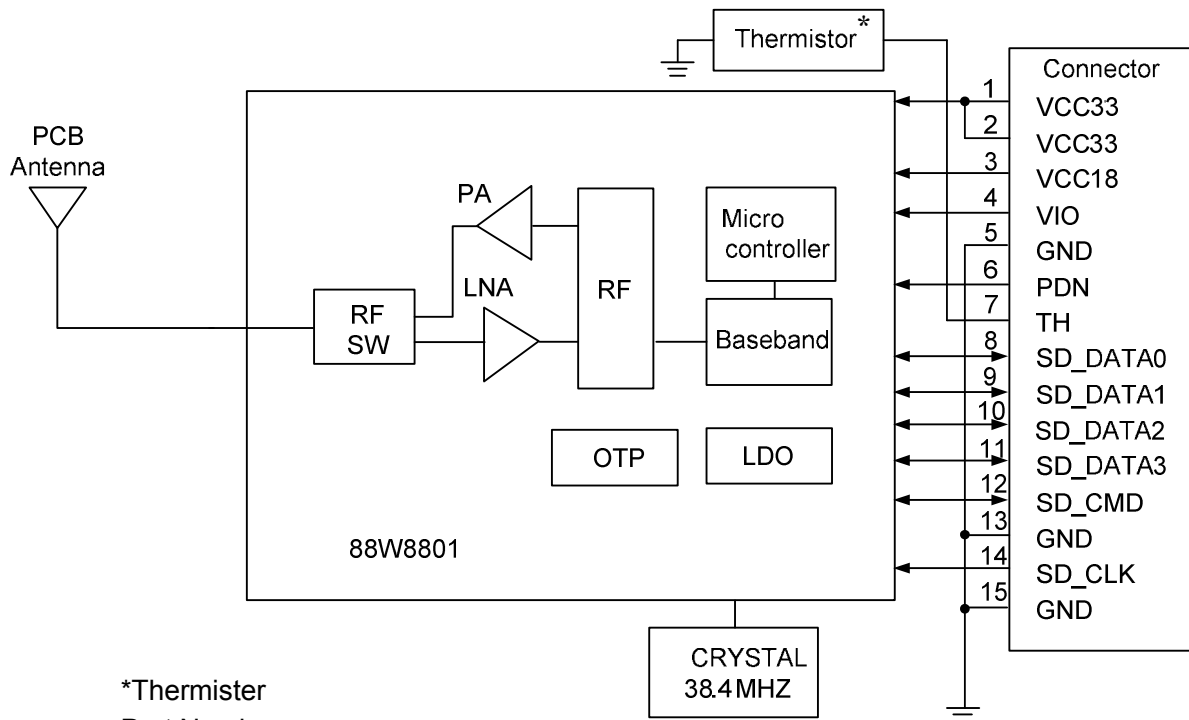 Thermistor*
Connector
1 VCC33
2 VCC33
3 VCC18
4 VIO
5 GND
6 PDN
7 TH
8 SD_DATA0
9 SD_DATA1
10 SD_DATA2
11 SD_DATA3
12 SD_CMD
13 GND
14 SD_CLK
15 GND
PCB
Antenna
PA
LNA
RF
SW
RF
Micro
controller
Baseband
OTP
LDO
88W8801
CRYSTAL
38.4MHZ
*Thermister